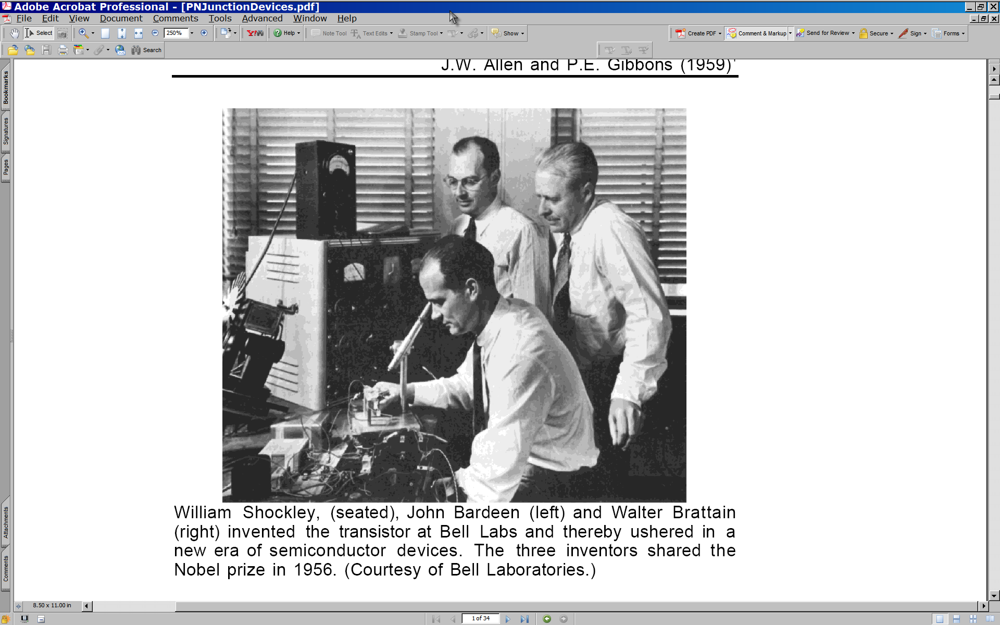 Adobe Acrobat Professional - [PNJunctionDevices.pdf]
File Edit View Document Comments Tools Advanced Window Help
Select 250% Y! Help Note Tool Text Edits Stamp Tool Show Create PDF Comment & Markup Send for Review Secure Sign Forms
Search
Bookmarks
Signatures
Pages
Attachments
Comments
J.W. Allen and P.E. Gibbons (1959)¹
William Shockley, (seated), John Bardeen (left) and Walter Brattain
(right) invented the transistor at Bell Labs and thereby ushered in a
new era of semiconductor devices. The three inventors shared the
Nobel prize in 1956. (Courtesy of Bell Laboratories.)
8.50 x 11.00 in
1 of 34